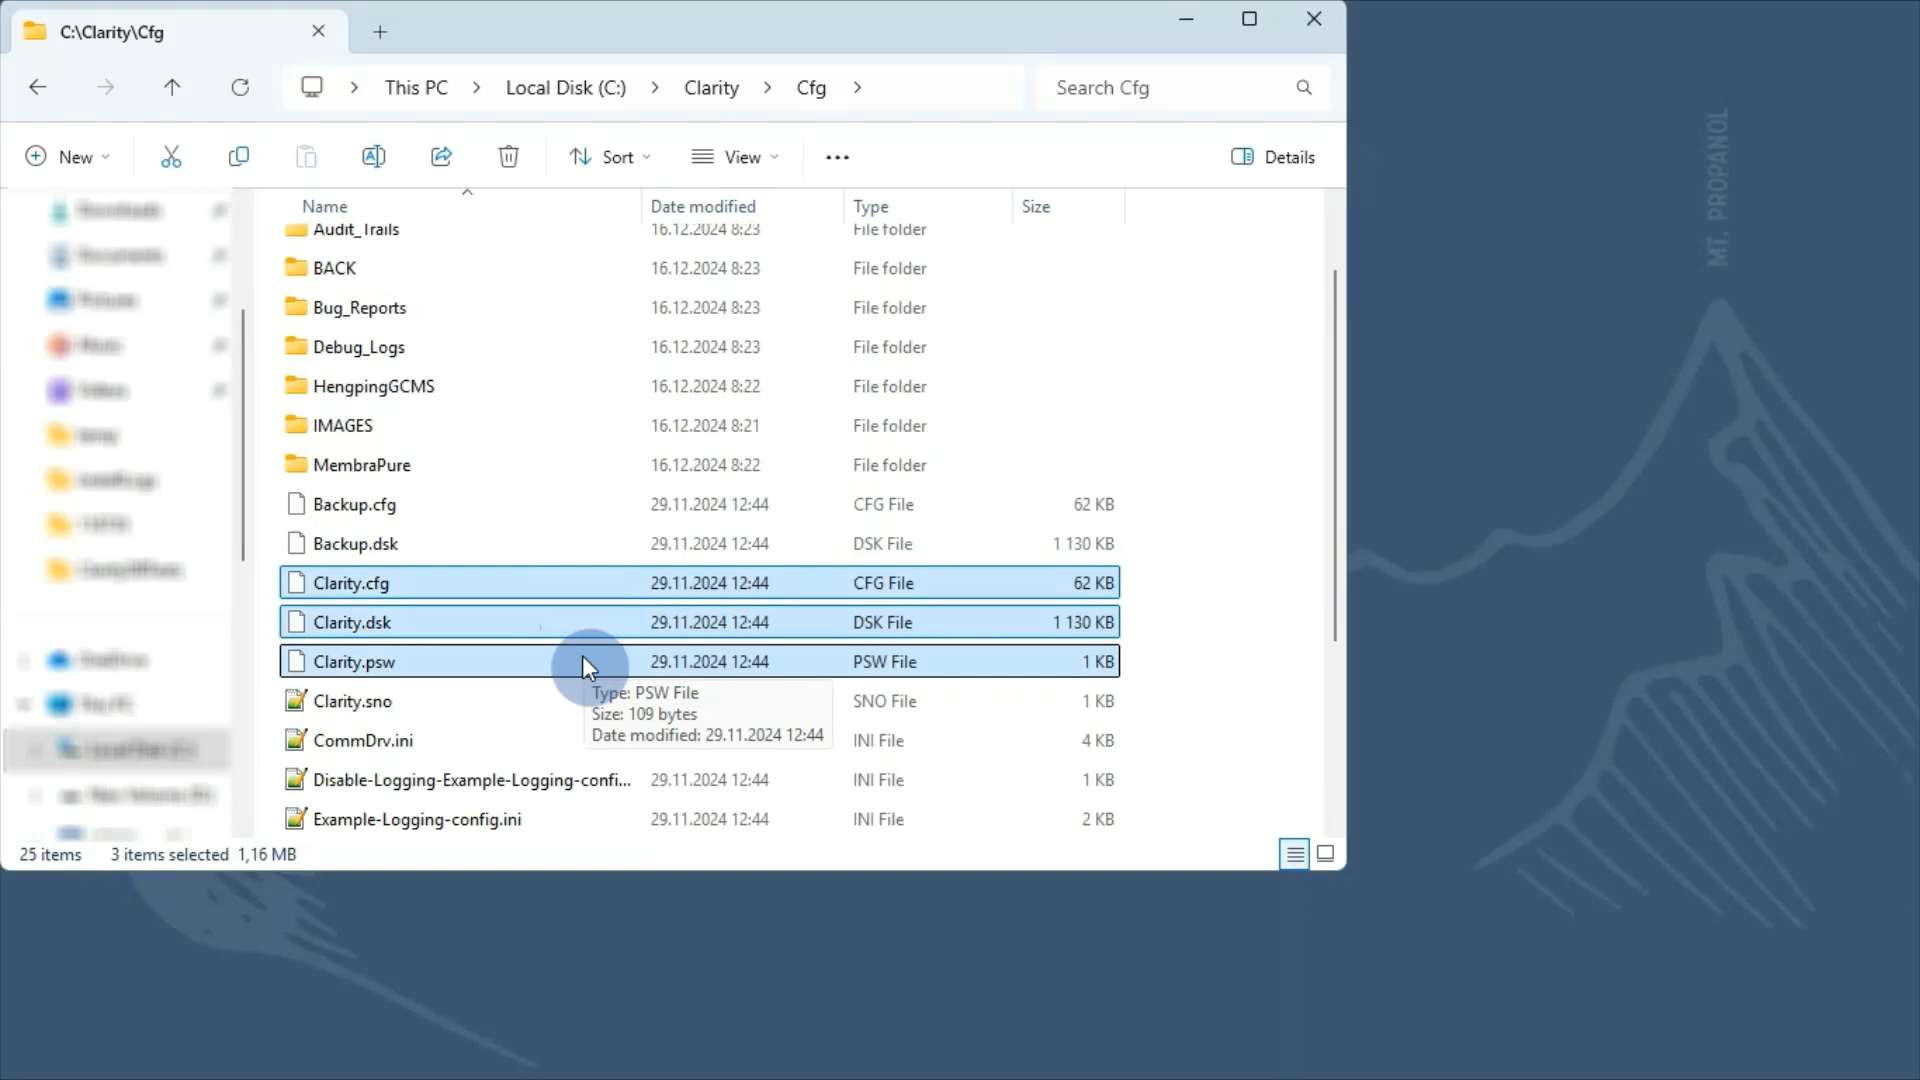 C:\Clarity\Cfg
This PC
Local Disk (C:)
Clarity
Cfg
Search Cfg
New
Sort
View
Details
Name
Date modified
Type
Size
Audit_Trails 16.12.2024 8:23 File folder
BACK 16.12.2024 8:23 File folder
Bug_Reports 16.12.2024 8:23 File folder
Debug_Logs 16.12.2024 8:23 File folder
HengpingGCMS 16.12.2024 8:22 File folder
IMAGES 16.12.2024 8:21 File folder
MembraPure 16.12.2024 8:22 File folder
Backup.cfg 29.11.2024 12:44 CFG File 62 KB
Backup.dsk 29.11.2024 12:44 DSK File 1 130 KB
Clarity.cfg 29.11.2024 12:44 CFG File 62 KB
Clarity.dsk 29.11.2024 12:44 DSK File 1 130 KB
Clarity.psw 29.11.2024 12:44 PSW File 1 KB
Clarity.sno SNO File 1 KB
CommDrv.ini INI File 4 KB
Type: PSW File
Size: 109 bytes
Date modified: 29.11.2024 12:44
Disable-Logging-Example-Logging-confi... 29.11.2024 12:44 INI File 1 KB
Example-Logging-config.ini 29.11.2024 12:44 INI File 2 KB
25 items 3 items selected 1,16 MB
MT. PROPANOL